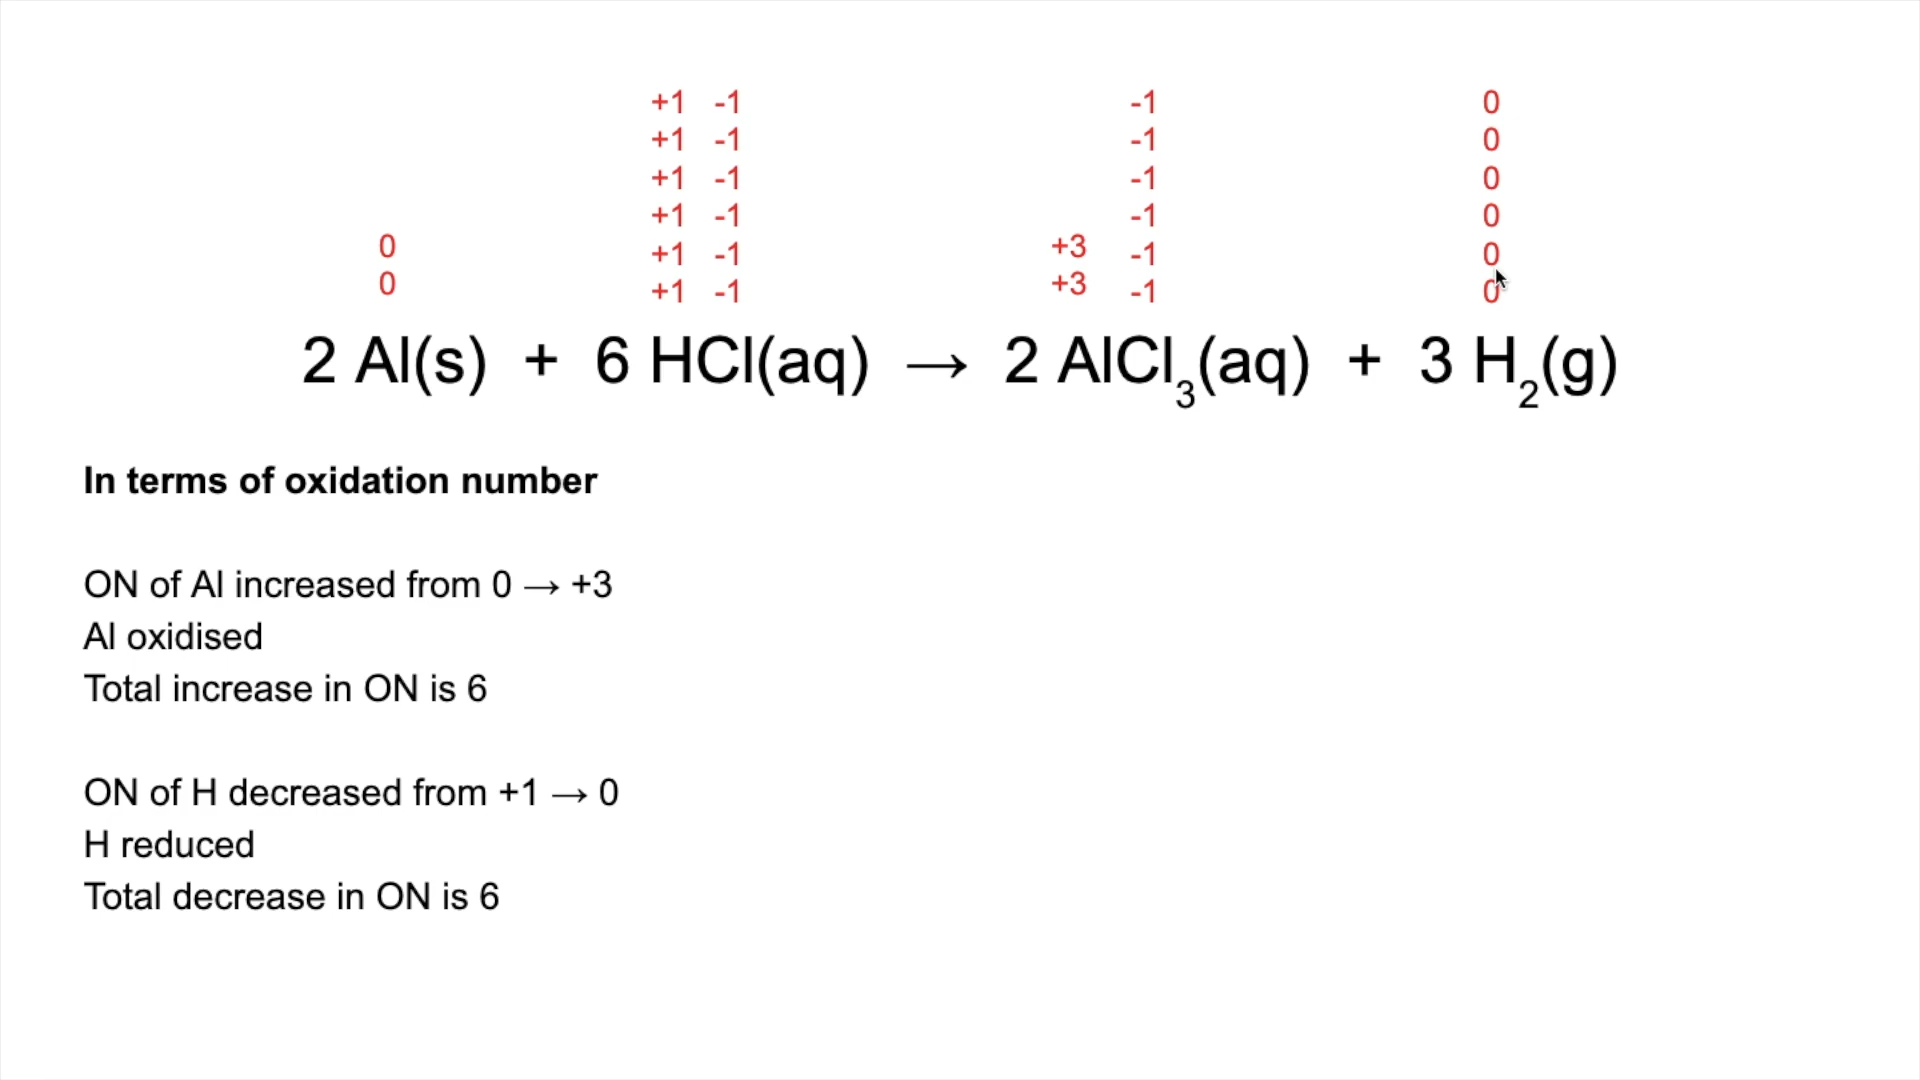 +1 -1 -1 0
+1 -1 -1 0
+1 -1 -1 0
+1 -1 -1 0
0 +1 -1 +3 -1 0
0 +1 -1 +3 -1 0
2 Al(s) + 6 HCl(aq) → 2 AlCl₃(aq) + 3 H₂(g)
In terms of oxidation number
ON of Al increased from 0 → +3
Al oxidised
Total increase in ON is 6
ON of H decreased from +1 → 0
H reduced
Total decrease in ON is 6